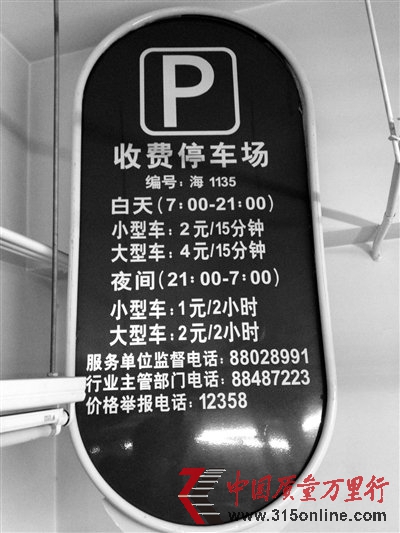 P
收费停车场
编号：海 1135
白天(7:00-21:00)
小型车：2元/15分钟
大型车：4元/15分钟
夜间(21:00-7:00)
小型车：1元/2小时
大型车：2元/2小时
服务单位监督电话：88028991
行业主管部门电话：88487223
价格举报电话：12358
中国质量万里行
www.315online.com